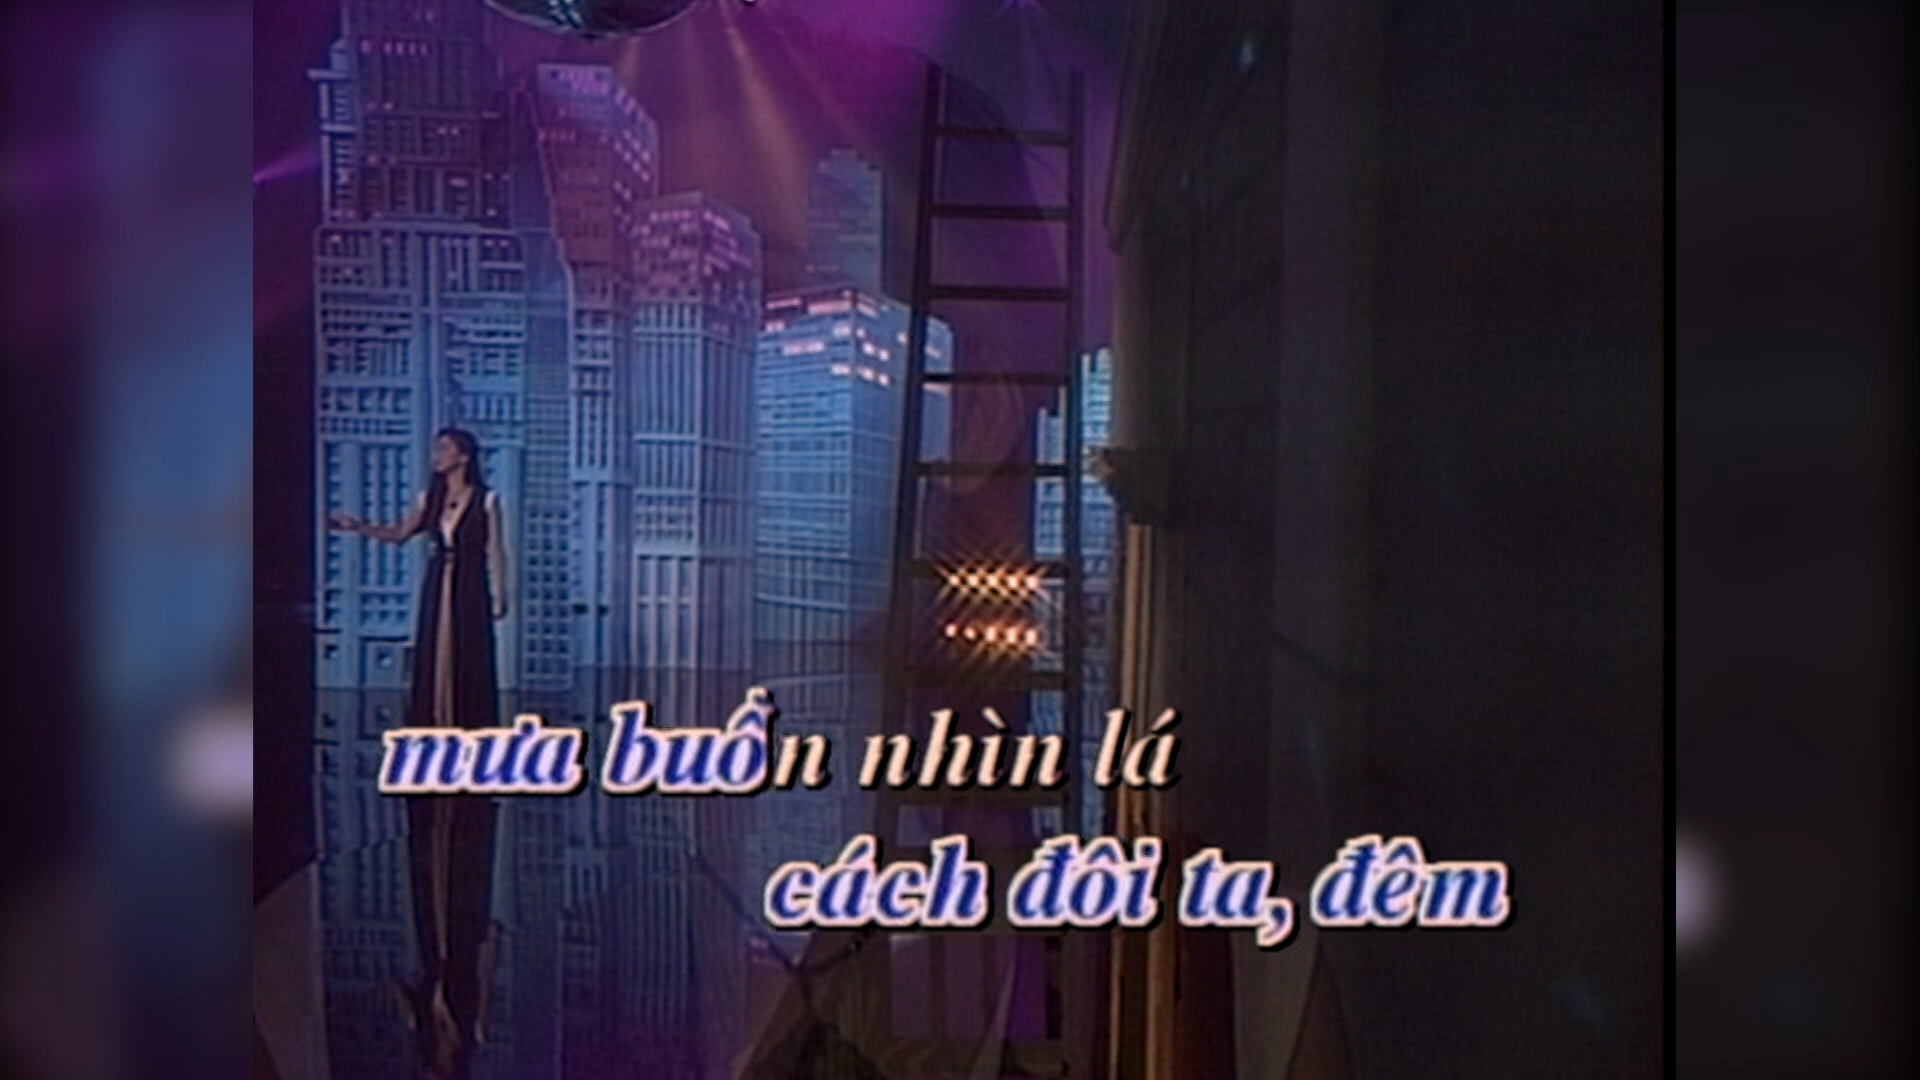 mưa buồn nhìn lá
cách đôi ta, đêm